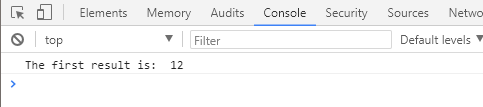 Elements Memory Audits Console Security Sources Netwo
top Filter Default levels
The first result is: 12